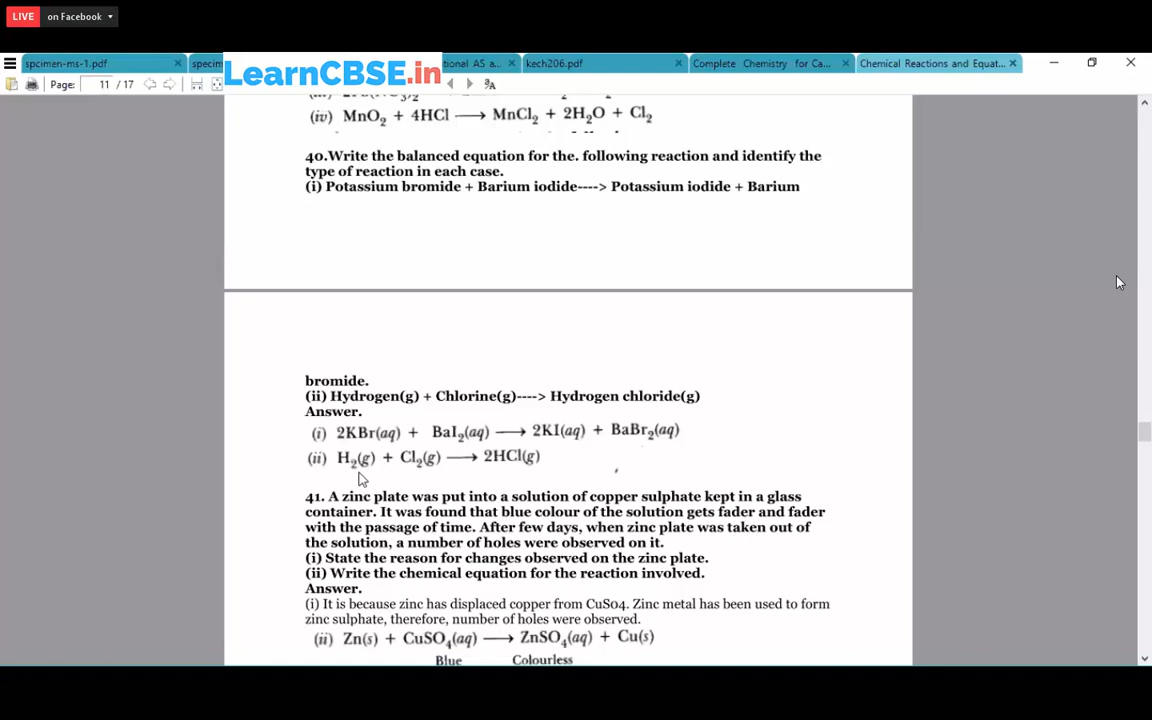 LIVE on Facebook
spcimen-ms-1.pdf specim LearnCBSE.in tional AS a... kech206.pdf Complete Chemistry for Ca... Chemical Reactions and Equat...
Page: 11 / 17
(iv) MnO₂ + 4HCl ⟶ MnCl₂ + 2H₂O + Cl₂
40.Write the balanced equation for the. following reaction and identify the
type of reaction in each case.
(i) Potassium bromide + Barium iodide----> Potassium iodide + Barium
bromide.
(ii) Hydrogen(g) + Chlorine(g)----> Hydrogen chloride(g)
Answer.
(i) 2KBr(aq) + BaI₂(aq) ⟶ 2KI(aq) + BaBr₂(aq)
(ii) H₂(g) + Cl₂(g) ⟶ 2HCl(g)
41. A zinc plate was put into a solution of copper sulphate kept in a glass
container. It was found that blue colour of the solution gets fader and fader
with the passage of time. After few days, when zinc plate was taken out of
the solution, a number of holes were observed on it.
(i) State the reason for changes observed on the zinc plate.
(ii) Write the chemical equation for the reaction involved.
Answer.
(i) It is because zinc has displaced copper from CuSo4. Zinc metal has been used to form
zinc sulphate, therefore, number of holes were observed.
(ii) Zn(s) + CuSO₄(aq) ⟶ ZnSO₄(aq) + Cu(s)
Blue Colourless